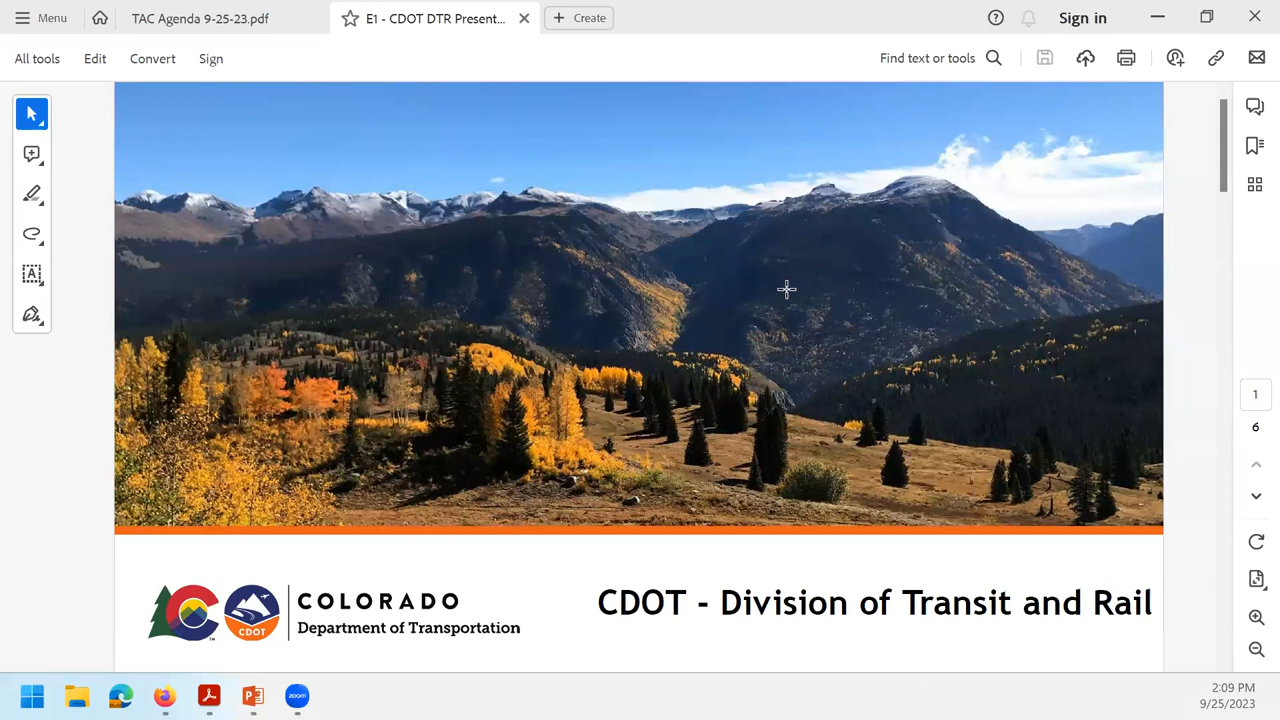 Menu
TAC Agenda 9-25-23.pdf
E1 - CDOT DTR Present...
Create
Sign in
All tools
Edit
Convert
Sign
Find text or tools
1
6
COLORADO
Department of Transportation
CDOT
TM
CDOT - Division of Transit and Rail
zoom
2:09 PM
9/25/2023